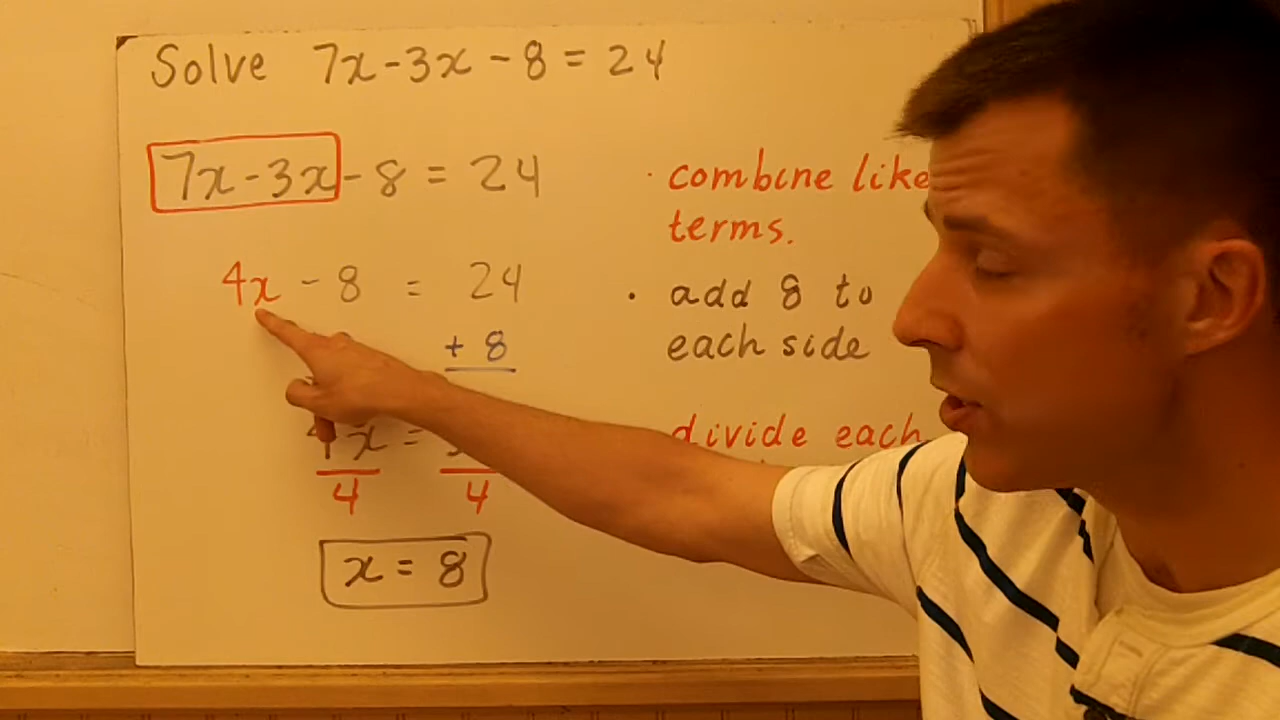 Solve 7x - 3x - 8 = 24
7x - 3x - 8 = 24
4x - 8 = 24
+ 8
4x =
4 4
x = 8
· combine like
terms.
· add 8 to
each side
divide each